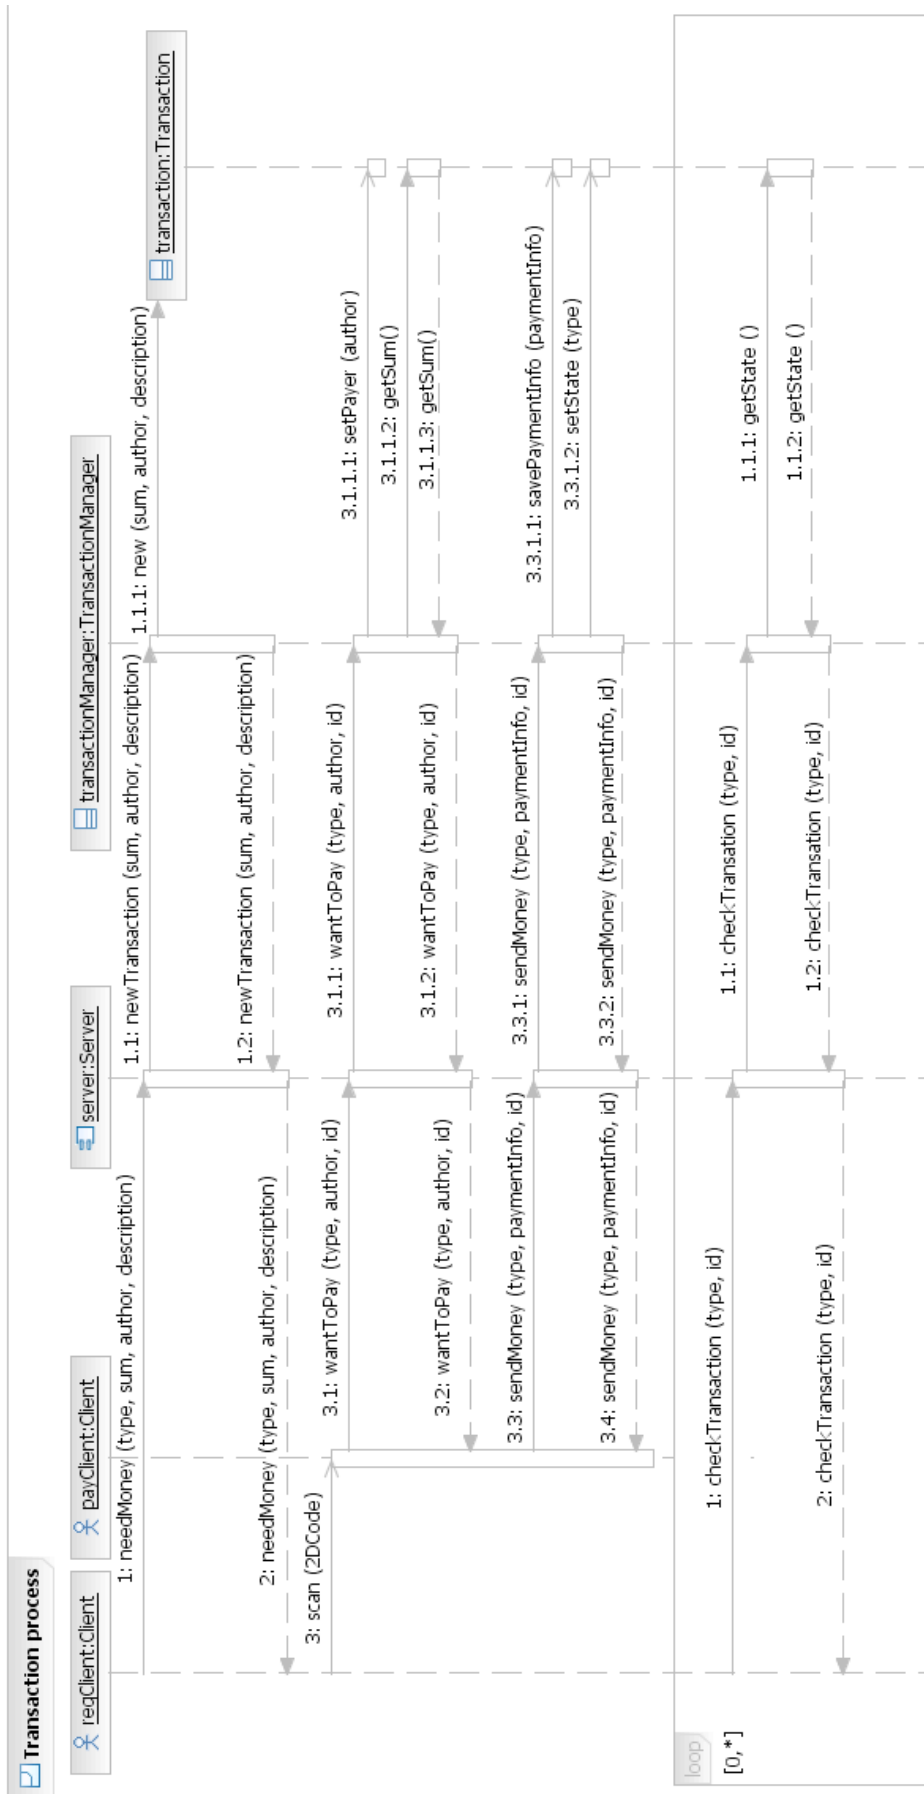 Transaction process
reqClient:Client
payClient:Client
server:Server
transactionManager:TransactionManager
transaction:Transaction
1: needMoney (type, sum, author, description)
1.1: newTransaction (sum, author, description)
1.1.1: new (sum, author, description)
1.2: newTransaction (sum, author, description)
2: needMoney (type, sum, author, description)
3: scan (2DCode)
3.1: wantToPay (type, author, id)
3.1.1: wantToPay (type, author, id)
3.1.1.1: setPayer (author)
3.1.1.2: getSum()
3.1.1.3: getSum()
3.1.2: wantToPay (type, author, id)
3.2: wantToPay (type, author, id)
3.3: sendMoney (type, paymentInfo, id)
3.3.1: sendMoney (type, paymentInfo, id)
3.3.1.1: savePaymentInfo (paymentInfo)
3.3.1.2: setState (type)
3.3.2: sendMoney (type, paymentInfo, id)
3.4: sendMoney (type, paymentInfo, id)
loop
[0,*]
1: checkTransaction (type, id)
1.1: checkTransation (type, id)
1.1.1: getState ()
1.1.2: getState ()
1.2: checkTransation (type, id)
2: checkTransaction (type, id)